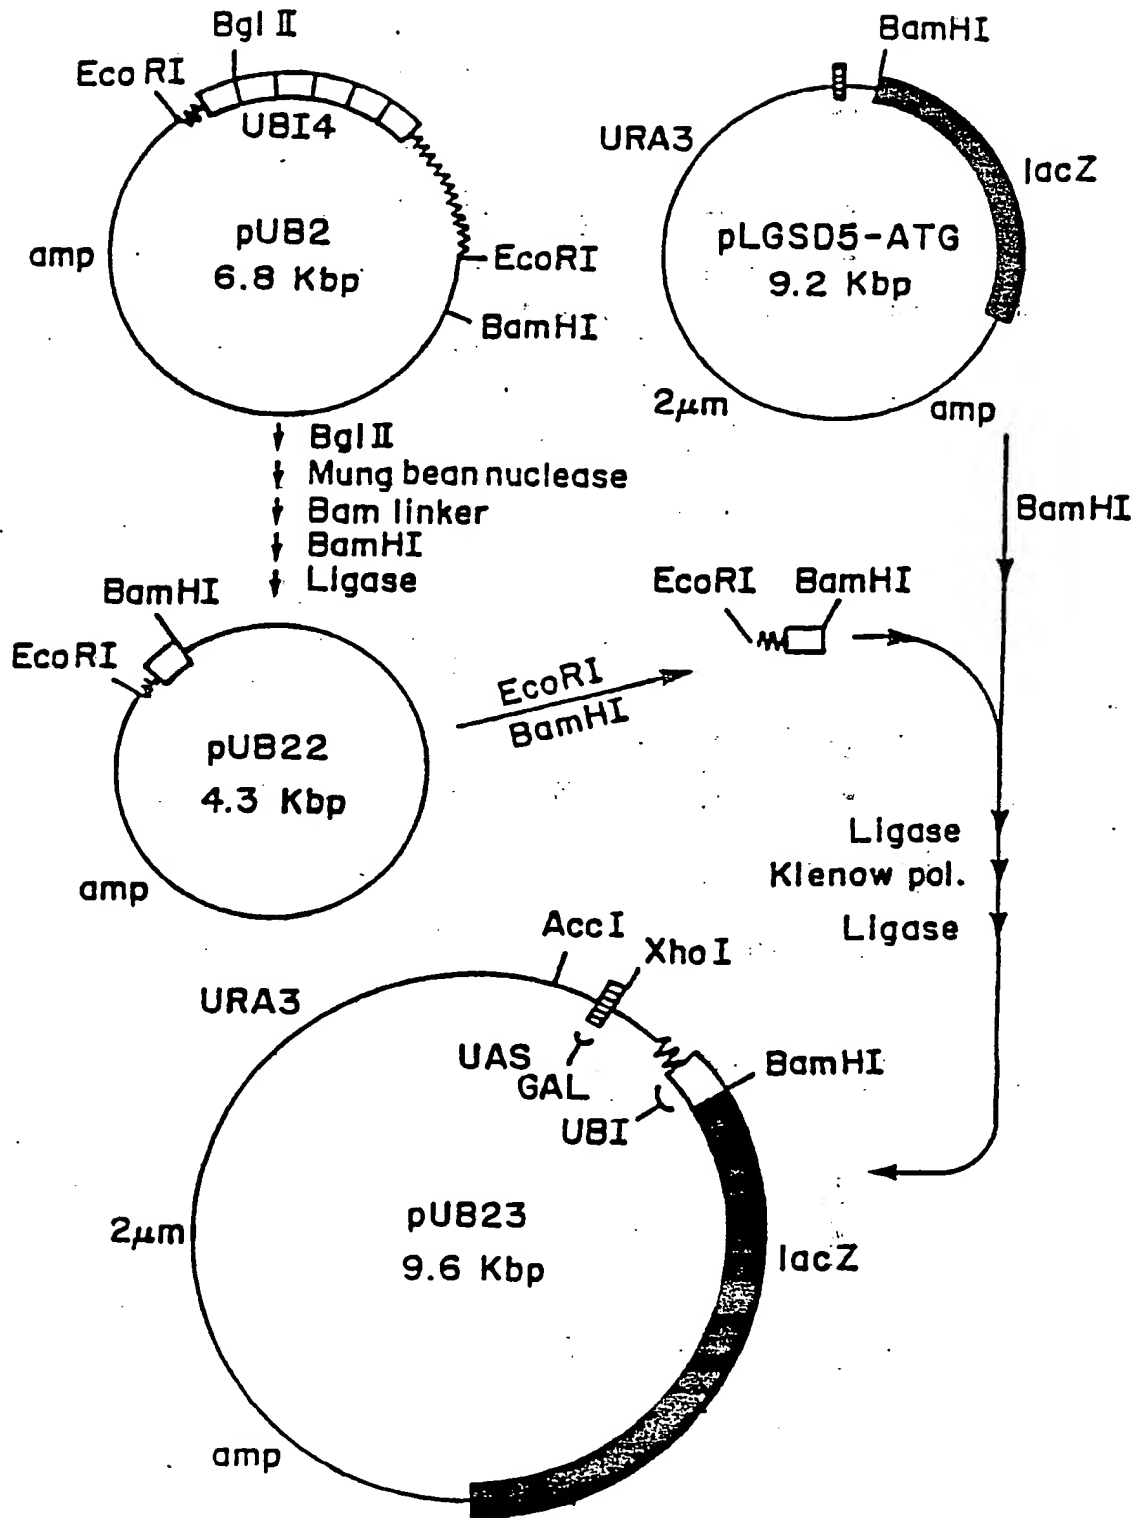 Bgl II
EcoRI
UBI4
pUB2
6.8 Kbp
amp
EcoRI
BamHI
BamHI
URA3
lacZ
pLGSD5-ATG
9.2 Kbp
2µm
amp
Bgl II
Mung bean nuclease
Bam linker
BamHI
Ligase
BamHI
BamHI
EcoRI
pUB22
4.3 Kbp
amp
EcoRI
BamHI
EcoRI
BamHI
Ligase
Klenow pol.
Ligase
AccI
XhoI
URA3
UAS
GAL
UBI
BamHI
2µm
pUB23
9.6 Kbp
lacZ
amp